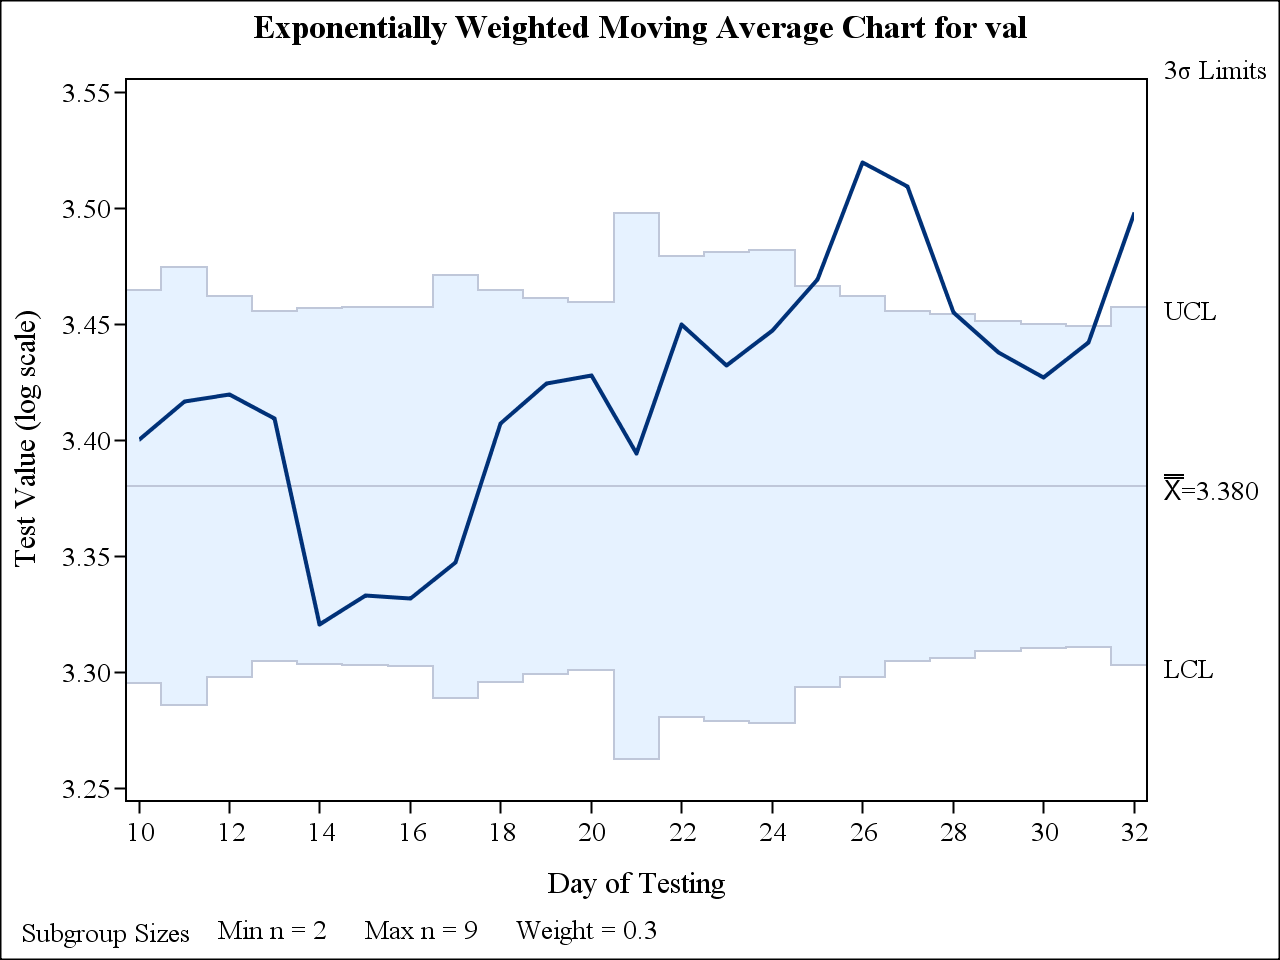 Exponentially Weighted Moving Average Chart for val
3σ Limits
3.55
3.50
3.45
3.40
3.35
3.30
3.25
Test Value (log scale)
UCL
X̿=3.380
LCL
10 12 14 16 18 20 22 24 26 28 30 32
Day of Testing
Subgroup Sizes Min n = 2 Max n = 9 Weight = 0.3